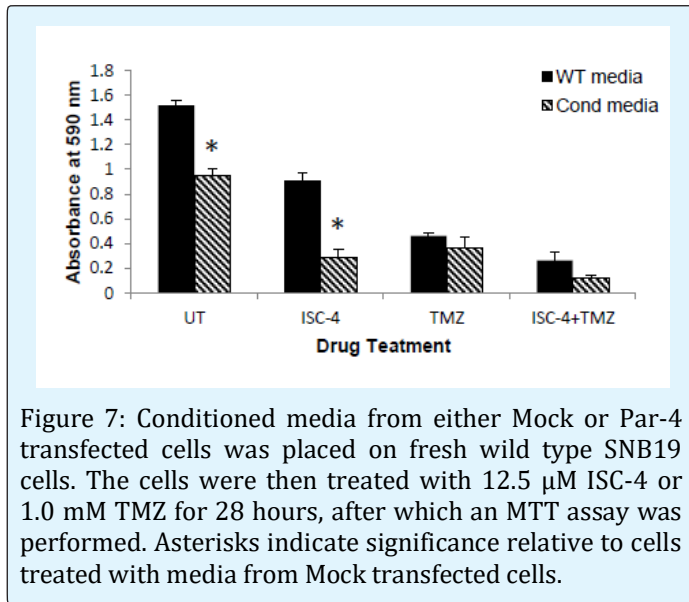 1.8
1.6
1.4
1.2
1
0.8
0.6
0.4
0.2
0
Absorbance at 590 nm
WT media
Cond media
*
*
UT ISC-4 TMZ ISC-4+TMZ
Drug Teatment
Figure 7: Conditioned media from either Mock or Par-4
transfected cells was placed on fresh wild type SNB19
cells. The cells were then treated with 12.5 μM ISC-4 or
1.0 mM TMZ for 28 hours, after which an MTT assay was
performed. Asterisks indicate significance relative to cells
treated with media from Mock transfected cells.